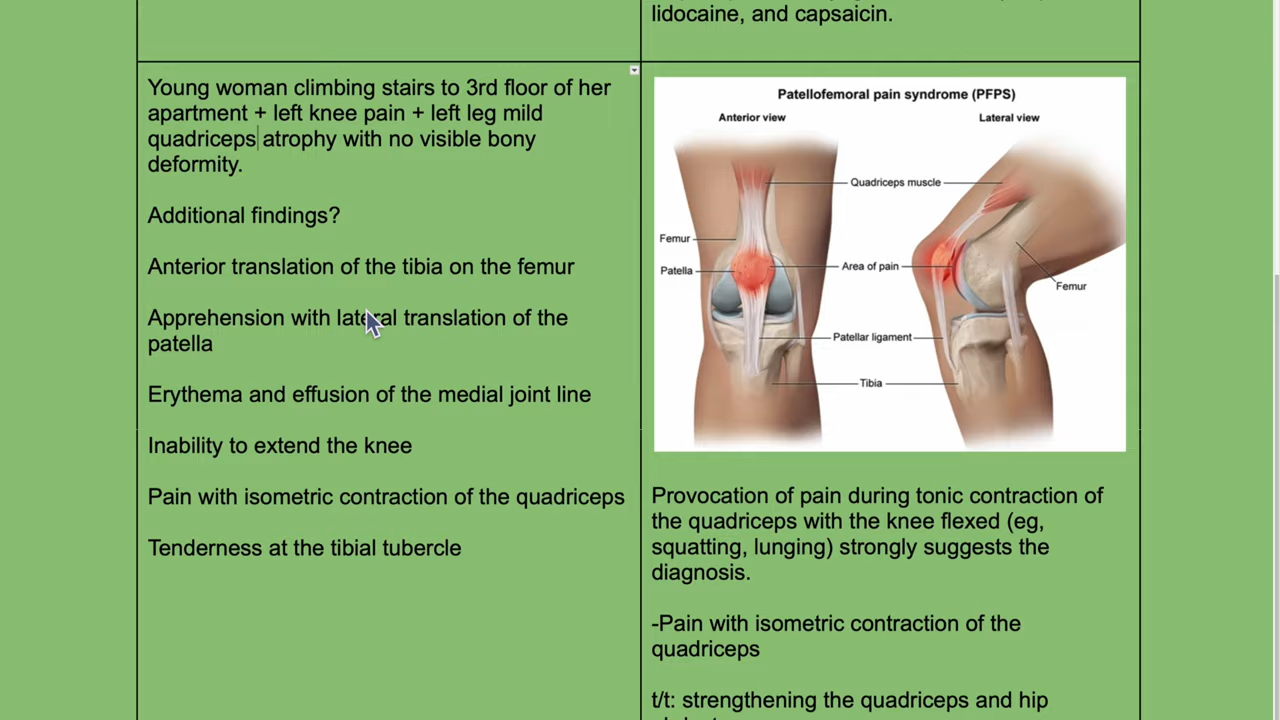 lidocaine, and capsaicin.
Young woman climbing stairs to 3rd floor of her
apartment + left knee pain + left leg mild
quadriceps atrophy with no visible bony
deformity.
Additional findings?
Anterior translation of the tibia on the femur
Apprehension with lateral translation of the
patella
Erythema and effusion of the medial joint line
Inability to extend the knee
Pain with isometric contraction of the quadriceps
Tenderness at the tibial tubercle
Patellofemoral pain syndrome (PFPS)
Anterior view
Lateral view
Quadriceps muscle
Femur
Patella
Area of pain
Femur
Patellar ligament
Tibia
Provocation of pain during tonic contraction of
the quadriceps with the knee flexed (eg,
squatting, lunging) strongly suggests the
diagnosis.
-Pain with isometric contraction of the
quadriceps
t/t: strengthening the quadriceps and hip